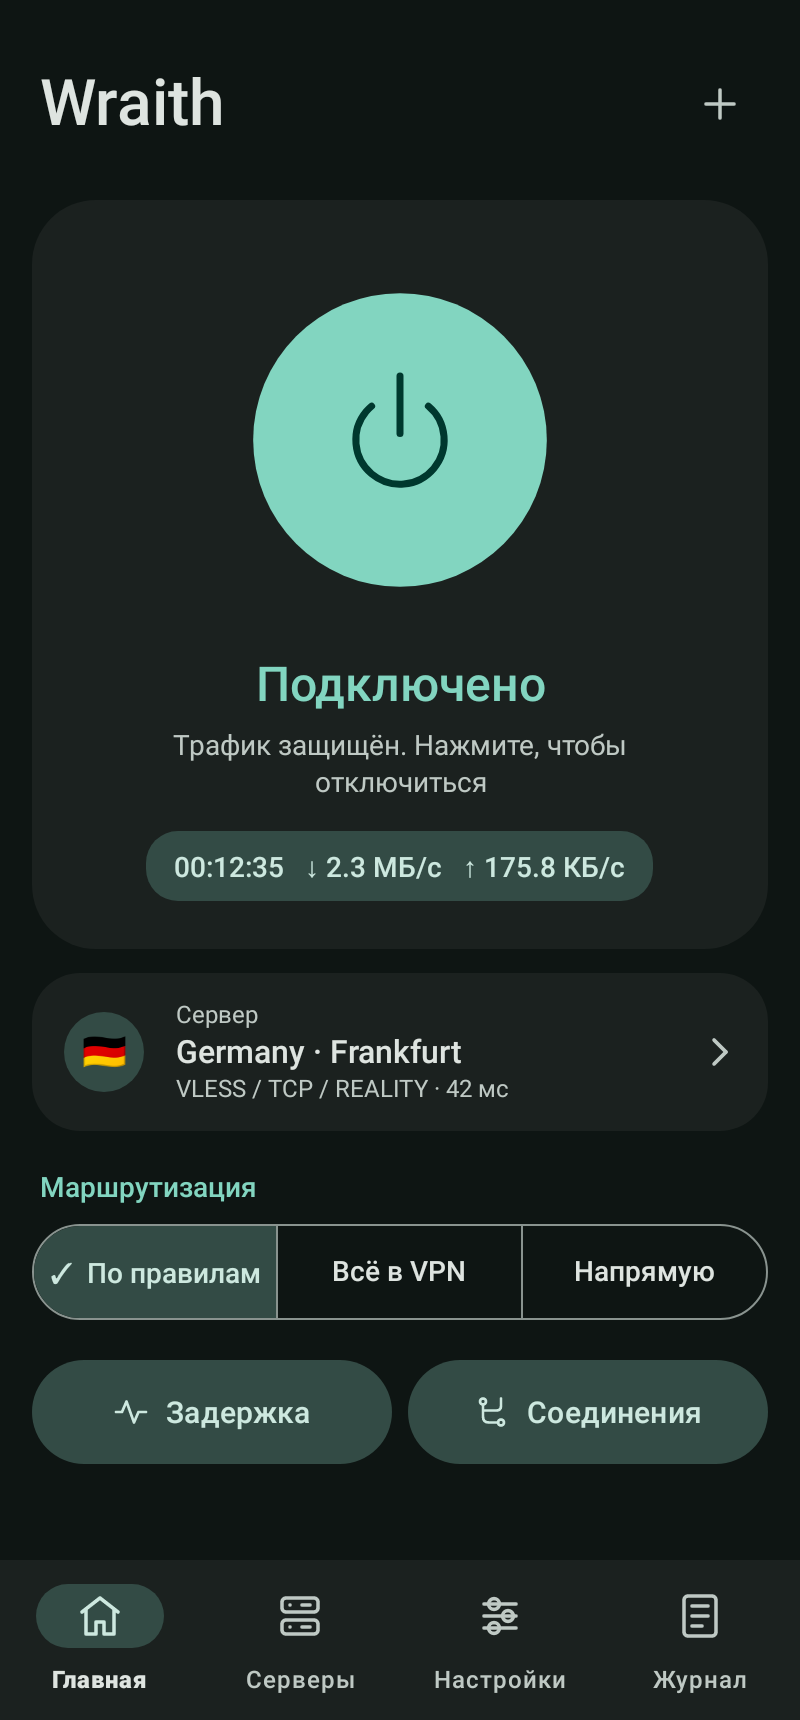 Wraith
Подключено
Трафик защищён. Нажмите, чтобы
отключиться
00:12:35 ↓ 2.3 МБ/с ↑ 175.8 КБ/с
Сервер
Germany · Frankfurt
VLESS / TCP / REALITY · 42 мс
Маршрутизация
✓ По правилам Всё в VPN Напрямую
Задержка Соединения
Главная Серверы Настройки Журнал